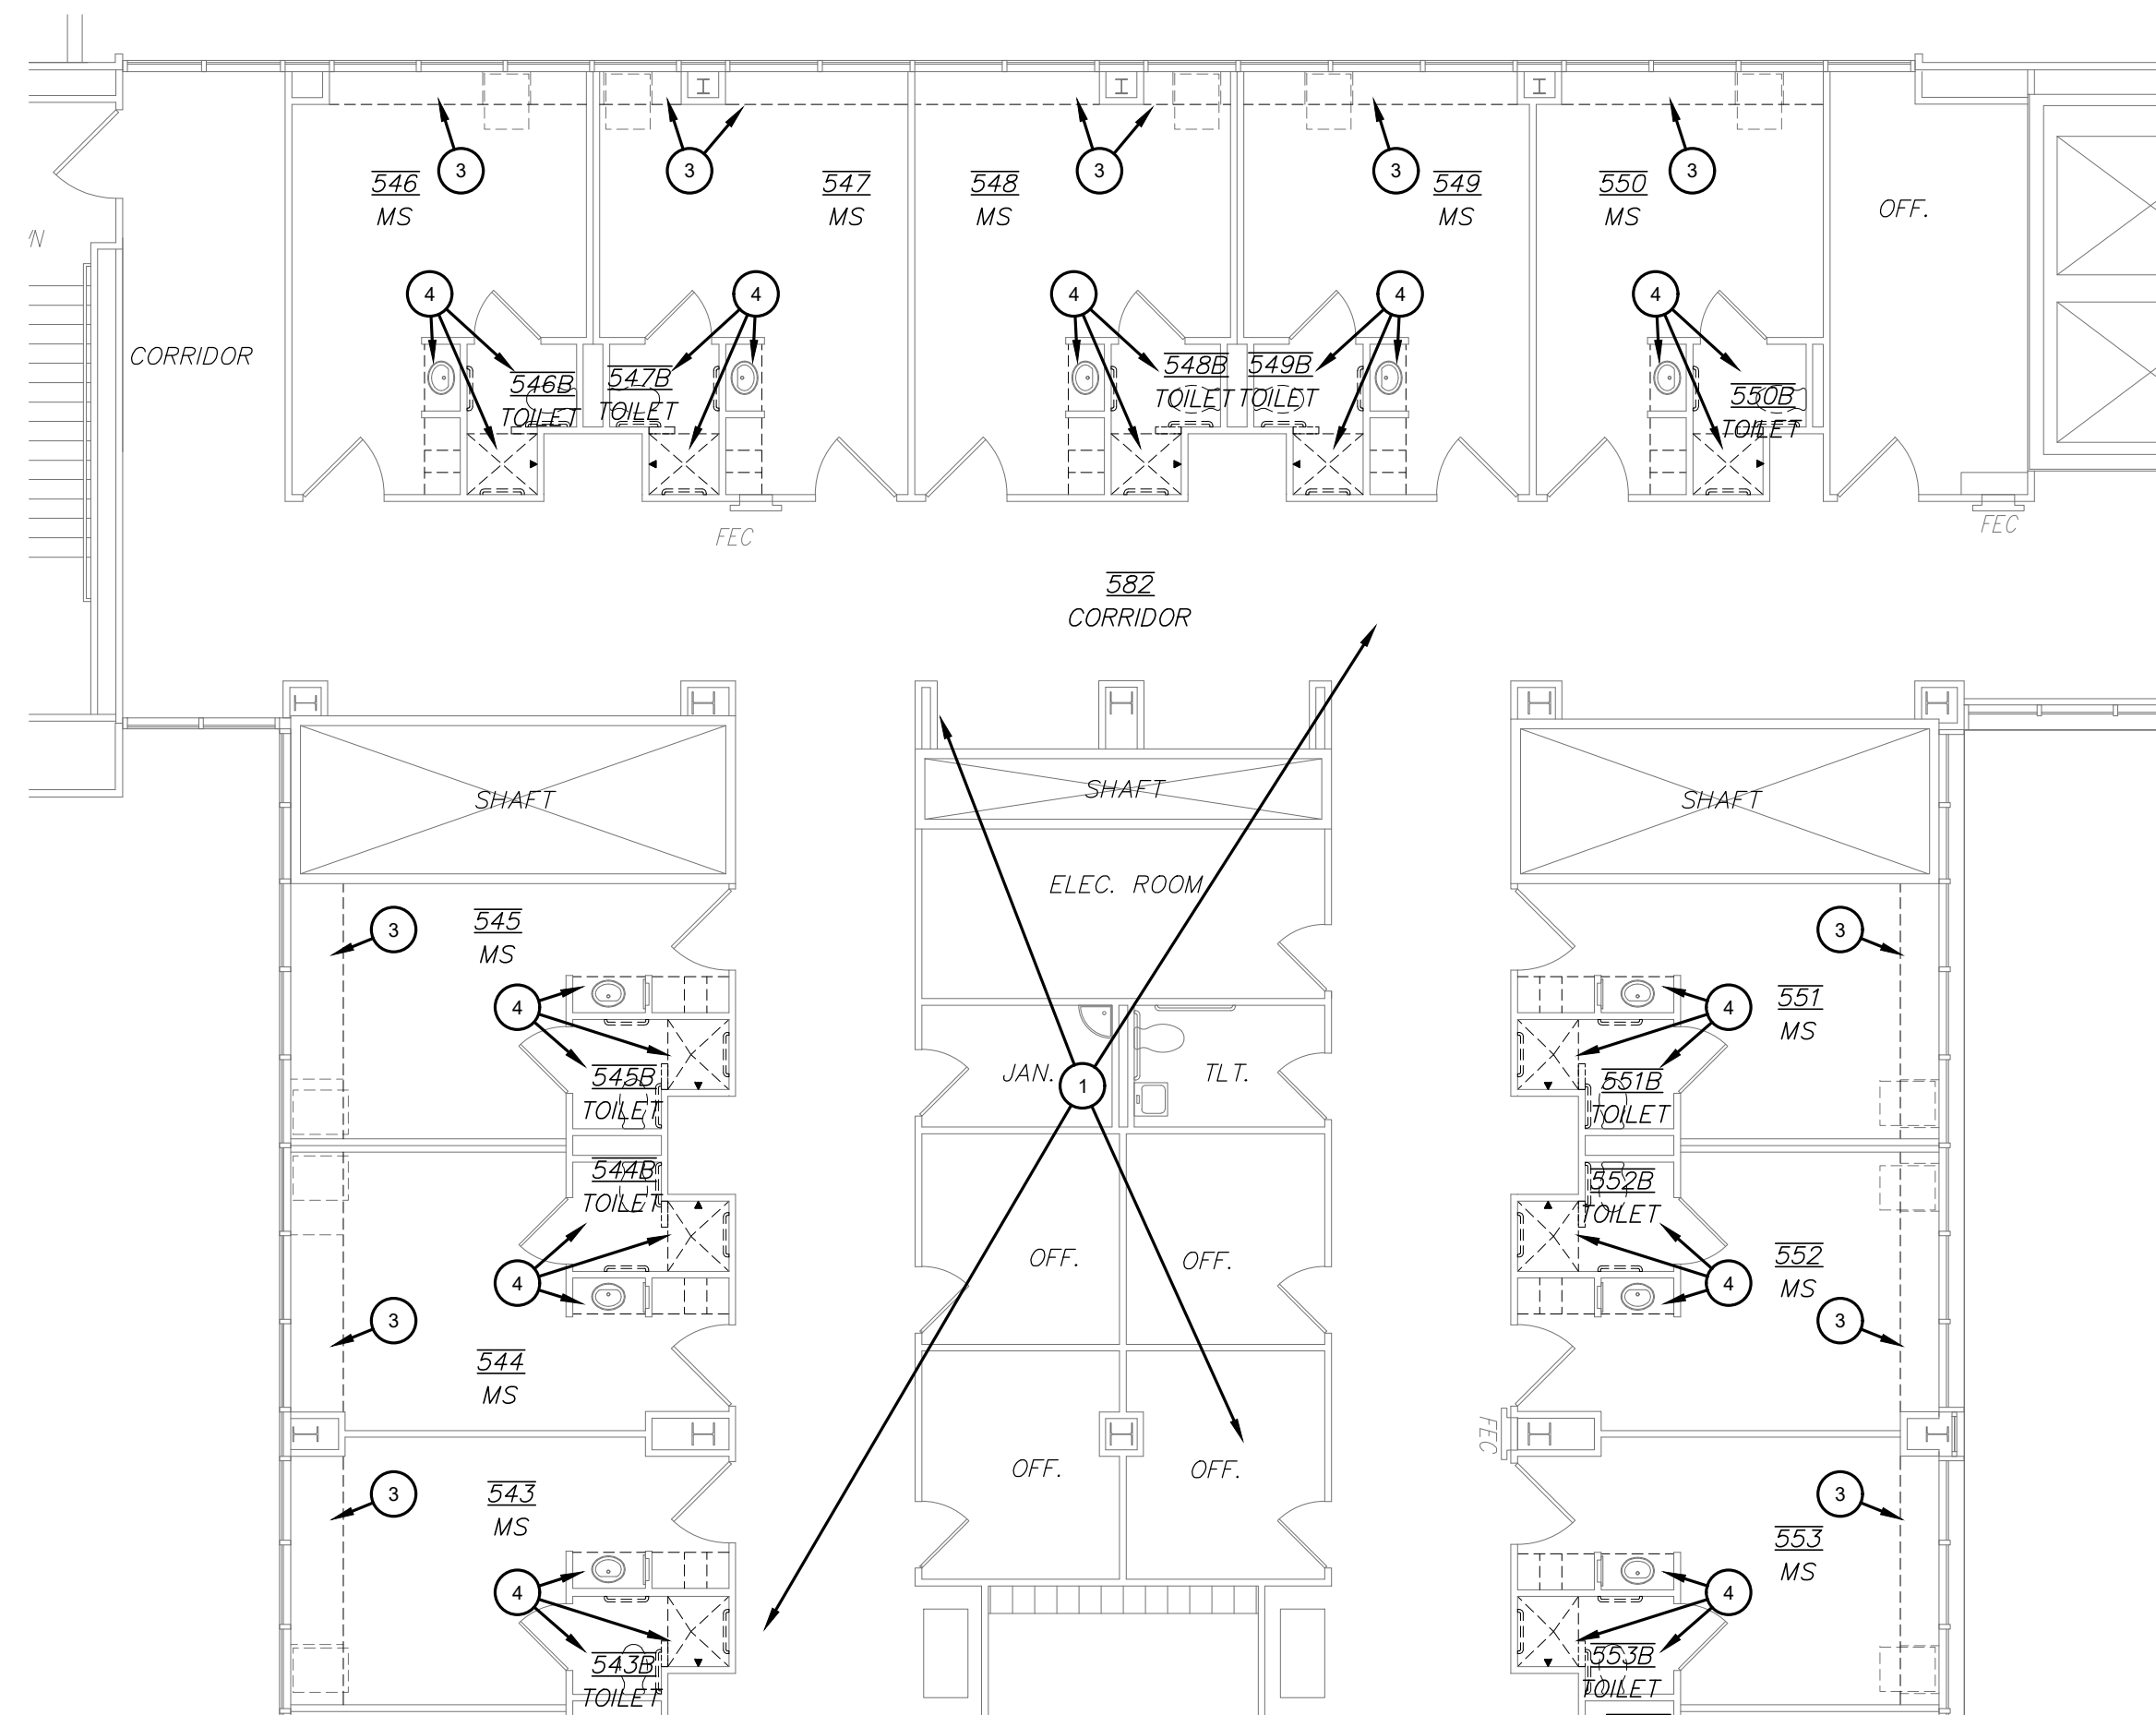 3
3
3
3
3
546
MS
547
MS
548
MS
549
MS
550
MS
OFF.
4
4
4
4
4
CORRIDOR
546B
TOILET
547B
TOILET
548B
TOILET
549B
TOILET
550B
TOILET
FEC
FEC
582
CORRIDOR
SHAFT
SHAFT
SHAFT
ELEC. ROOM
545
MS
3
3
4
4
551
MS
545B
TOILET
JAN.
1
TLT.
551B
TOILET
544B
TOILET
552B
TOILET
4
OFF.
OFF.
4
552
MS
3
3
544
MS
FEC
OFF.
OFF.
3
543
MS
3
553
MS
4
4
543B
TOILET
553B
TOILET